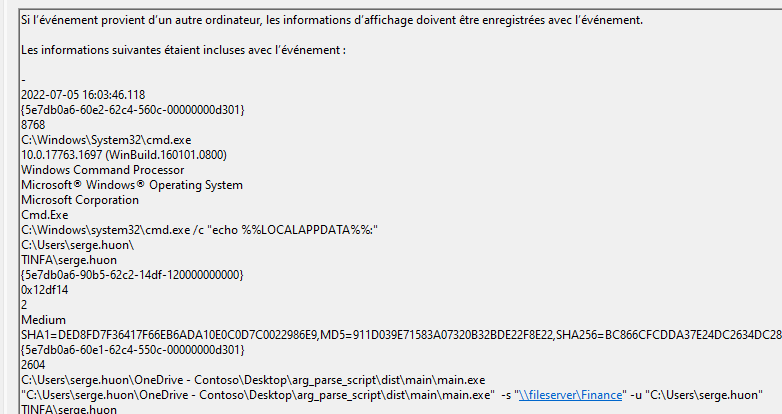 Si l'événement provient d'un autre ordinateur, les informations d'affichage doivent être enregistrées avec l'événement.
Les informations suivantes étaient incluses avec l'événement :
-
2022-07-05 16:03:46.118
{5e7db0a6-60e2-62c4-560c-00000000d301}
8768
C:\Windows\System32\cmd.exe
10.0.17763.1697 (WinBuild.160101.0800)
Windows Command Processor
Microsoft® Windows® Operating System
Microsoft Corporation
Cmd.Exe
C:\Windows\system32\cmd.exe /c "echo %%LOCALAPPDATA%%:"
C:\Users\serge.huon\
TINFA\serge.huon
{5e7db0a6-90b5-62c2-14df-120000000000}
0x12df14
2
Medium
SHA1=DED8FD7F36417F66EB6ADA10E0C0D7C0022986E9,MD5=911D039E71583A07320B32BDE22F8E22,SHA256=BC866CFCDDA37E24DC2634DC28
{5e7db0a6-60e1-62c4-550c-00000000d301}
2604
C:\Users\serge.huon\OneDrive - Contoso\Desktop\arg_parse_script\dist\main\main.exe
"C:\Users\serge.huon\OneDrive - Contoso\Desktop\arg_parse_script\dist\main\main.exe"  -s "\\fileserver\Finance" -u "C:\Users\serge.huon"
TINFA\serge.huon